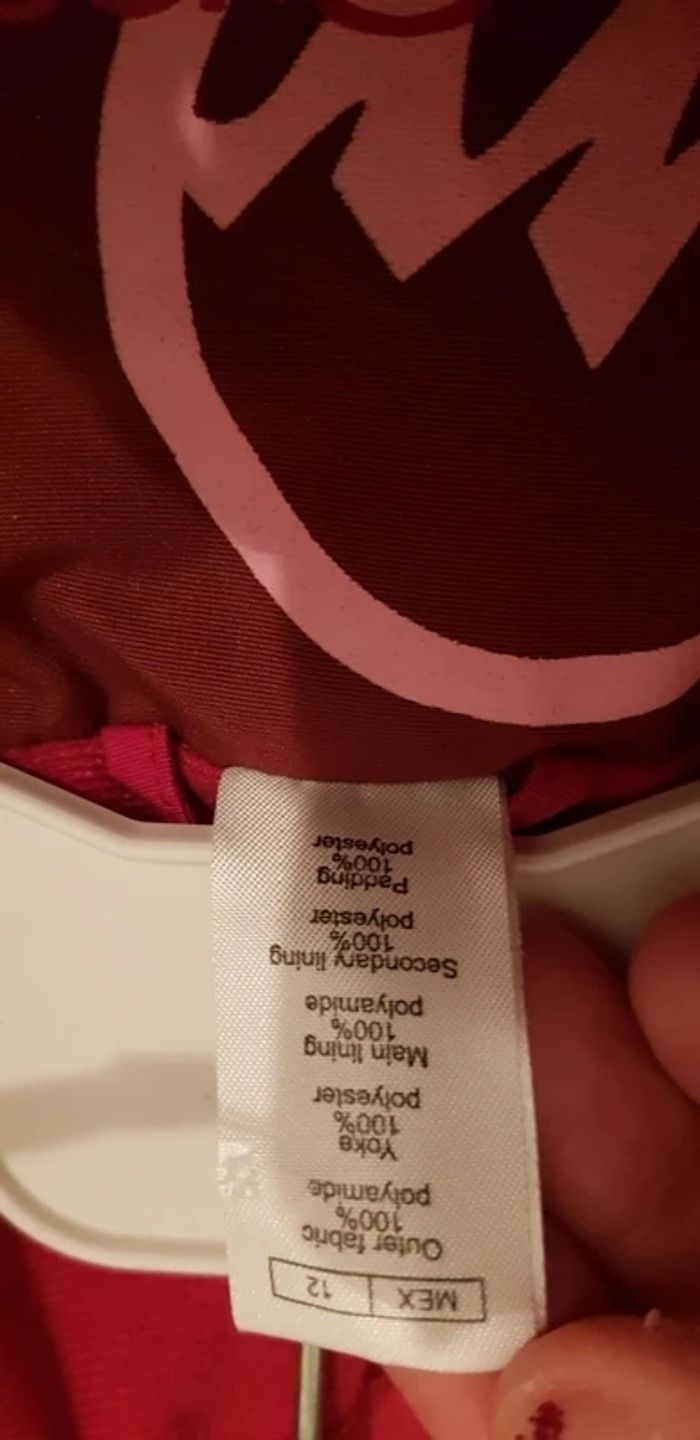 MEX 12
Outer fabric
100%
polyamide
Yoke
100%
polyester
Main lining
100%
polyamide
Secondary lining
100%
polyester
Padding
100%
polyester